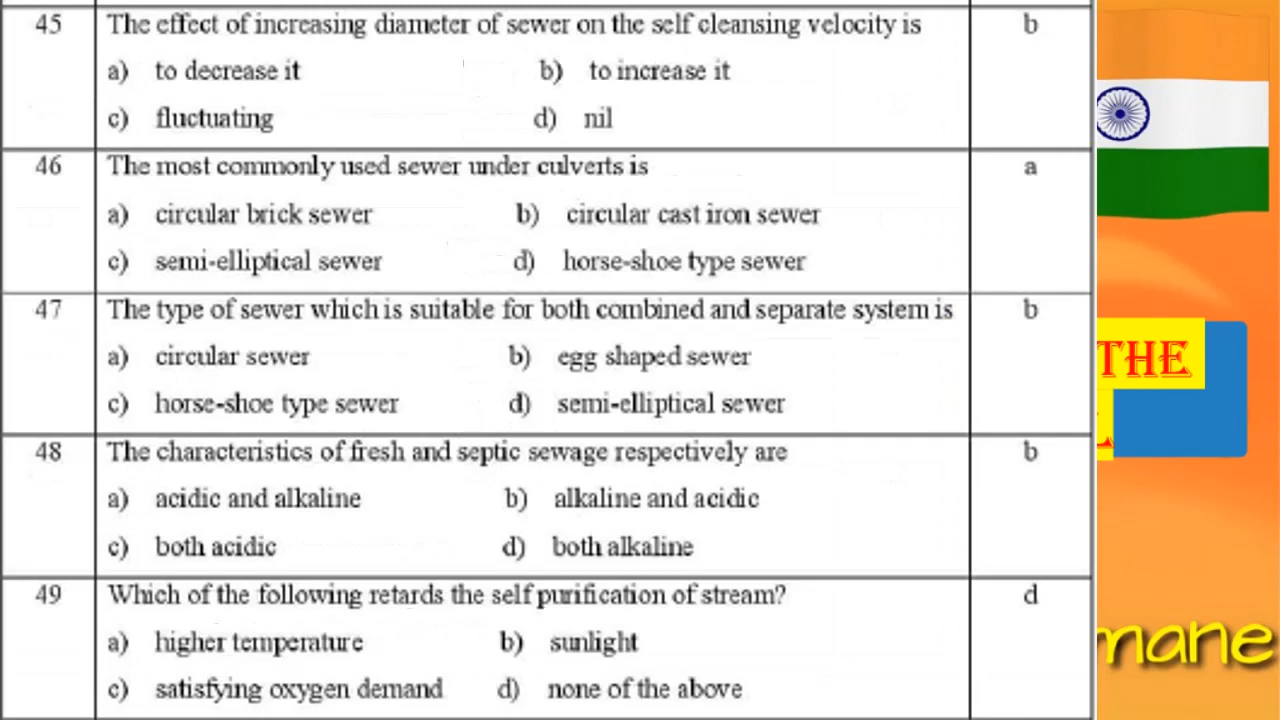 45 The effect of increasing diameter of sewer on the self cleansing velocity is b
a) to decrease it b) to increase it
c) fluctuating d) nil
46 The most commonly used sewer under culverts is a
a) circular brick sewer b) circular cast iron sewer
c) semi-elliptical sewer d) horse-shoe type sewer
47 The type of sewer which is suitable for both combined and separate system is b
a) circular sewer b) egg shaped sewer
c) horse-shoe type sewer d) semi-elliptical sewer
48 The characteristics of fresh and septic sewage respectively are b
a) acidic and alkaline b) alkaline and acidic
c) both acidic d) both alkaline
49 Which of the following retards the self purification of stream? d
a) higher temperature b) sunlight
c) satisfying oxygen demand d) none of the above
THE
mane